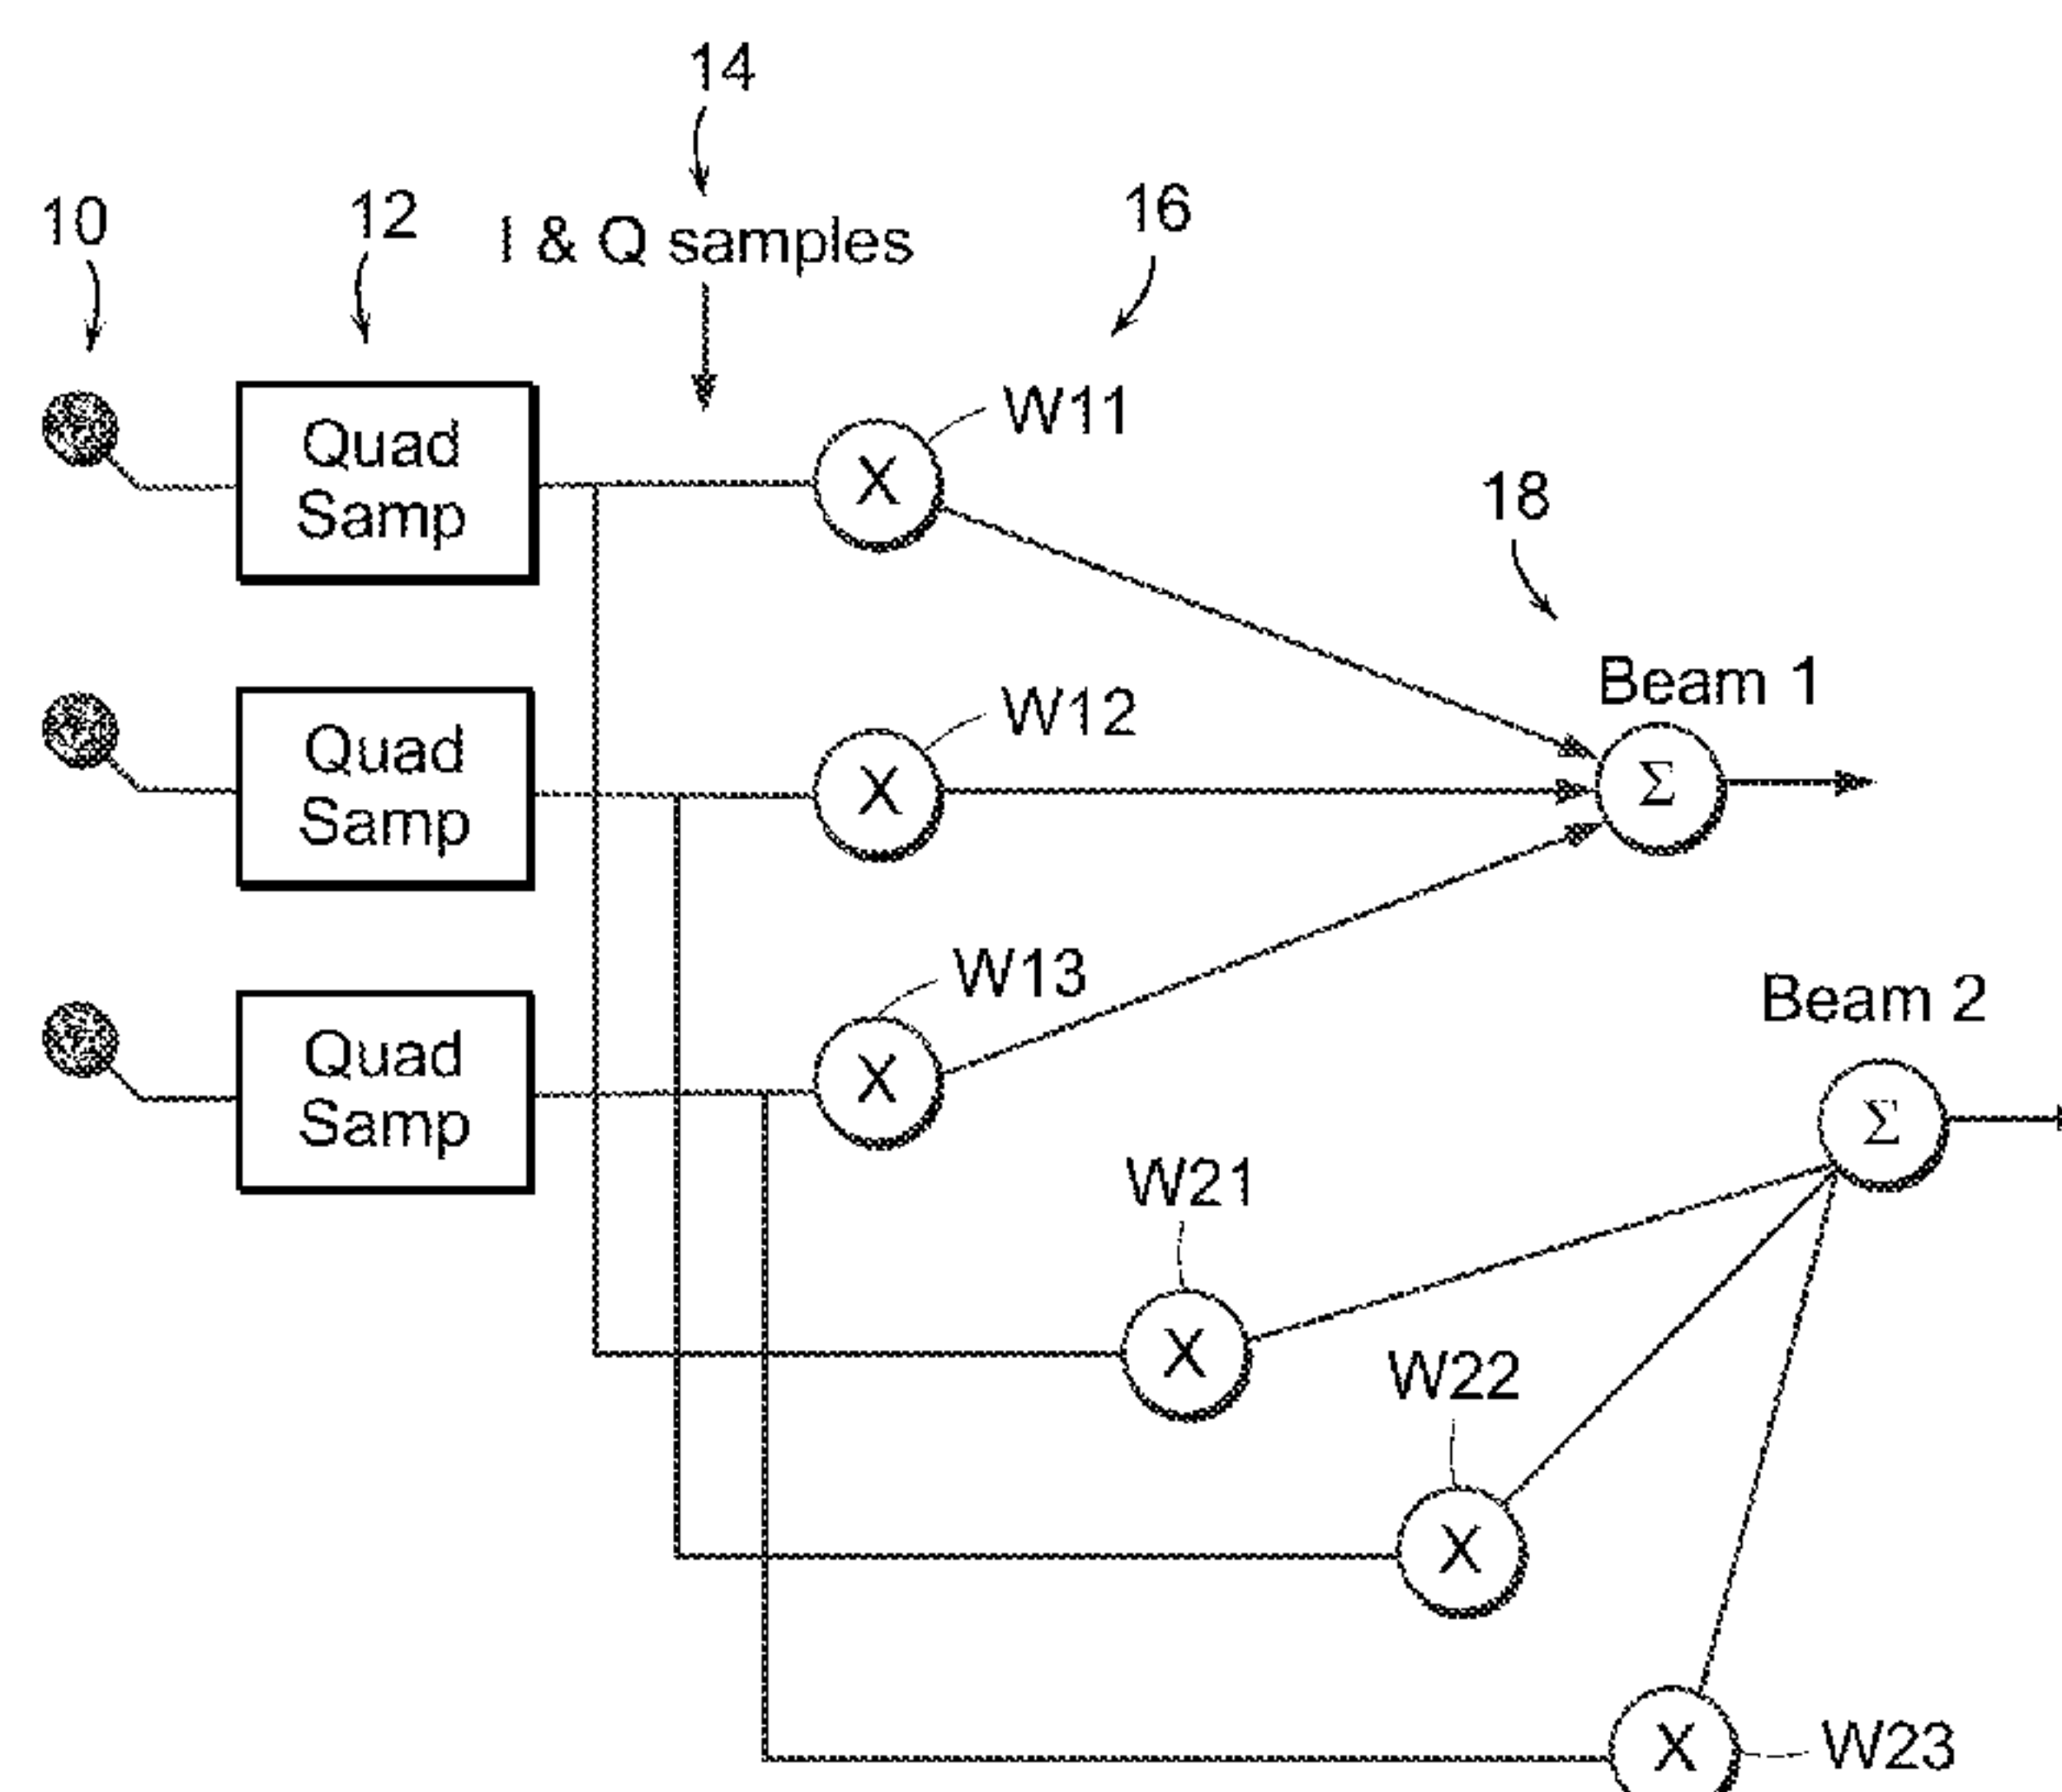 14
10
12
16
I & Q samples
Quad
Samp
W11
X
18
Quad
Samp
W12
X
Beam 1
Σ
Quad
Samp
W13
X
Beam 2
Σ
W21
X
W22
X
X
W23